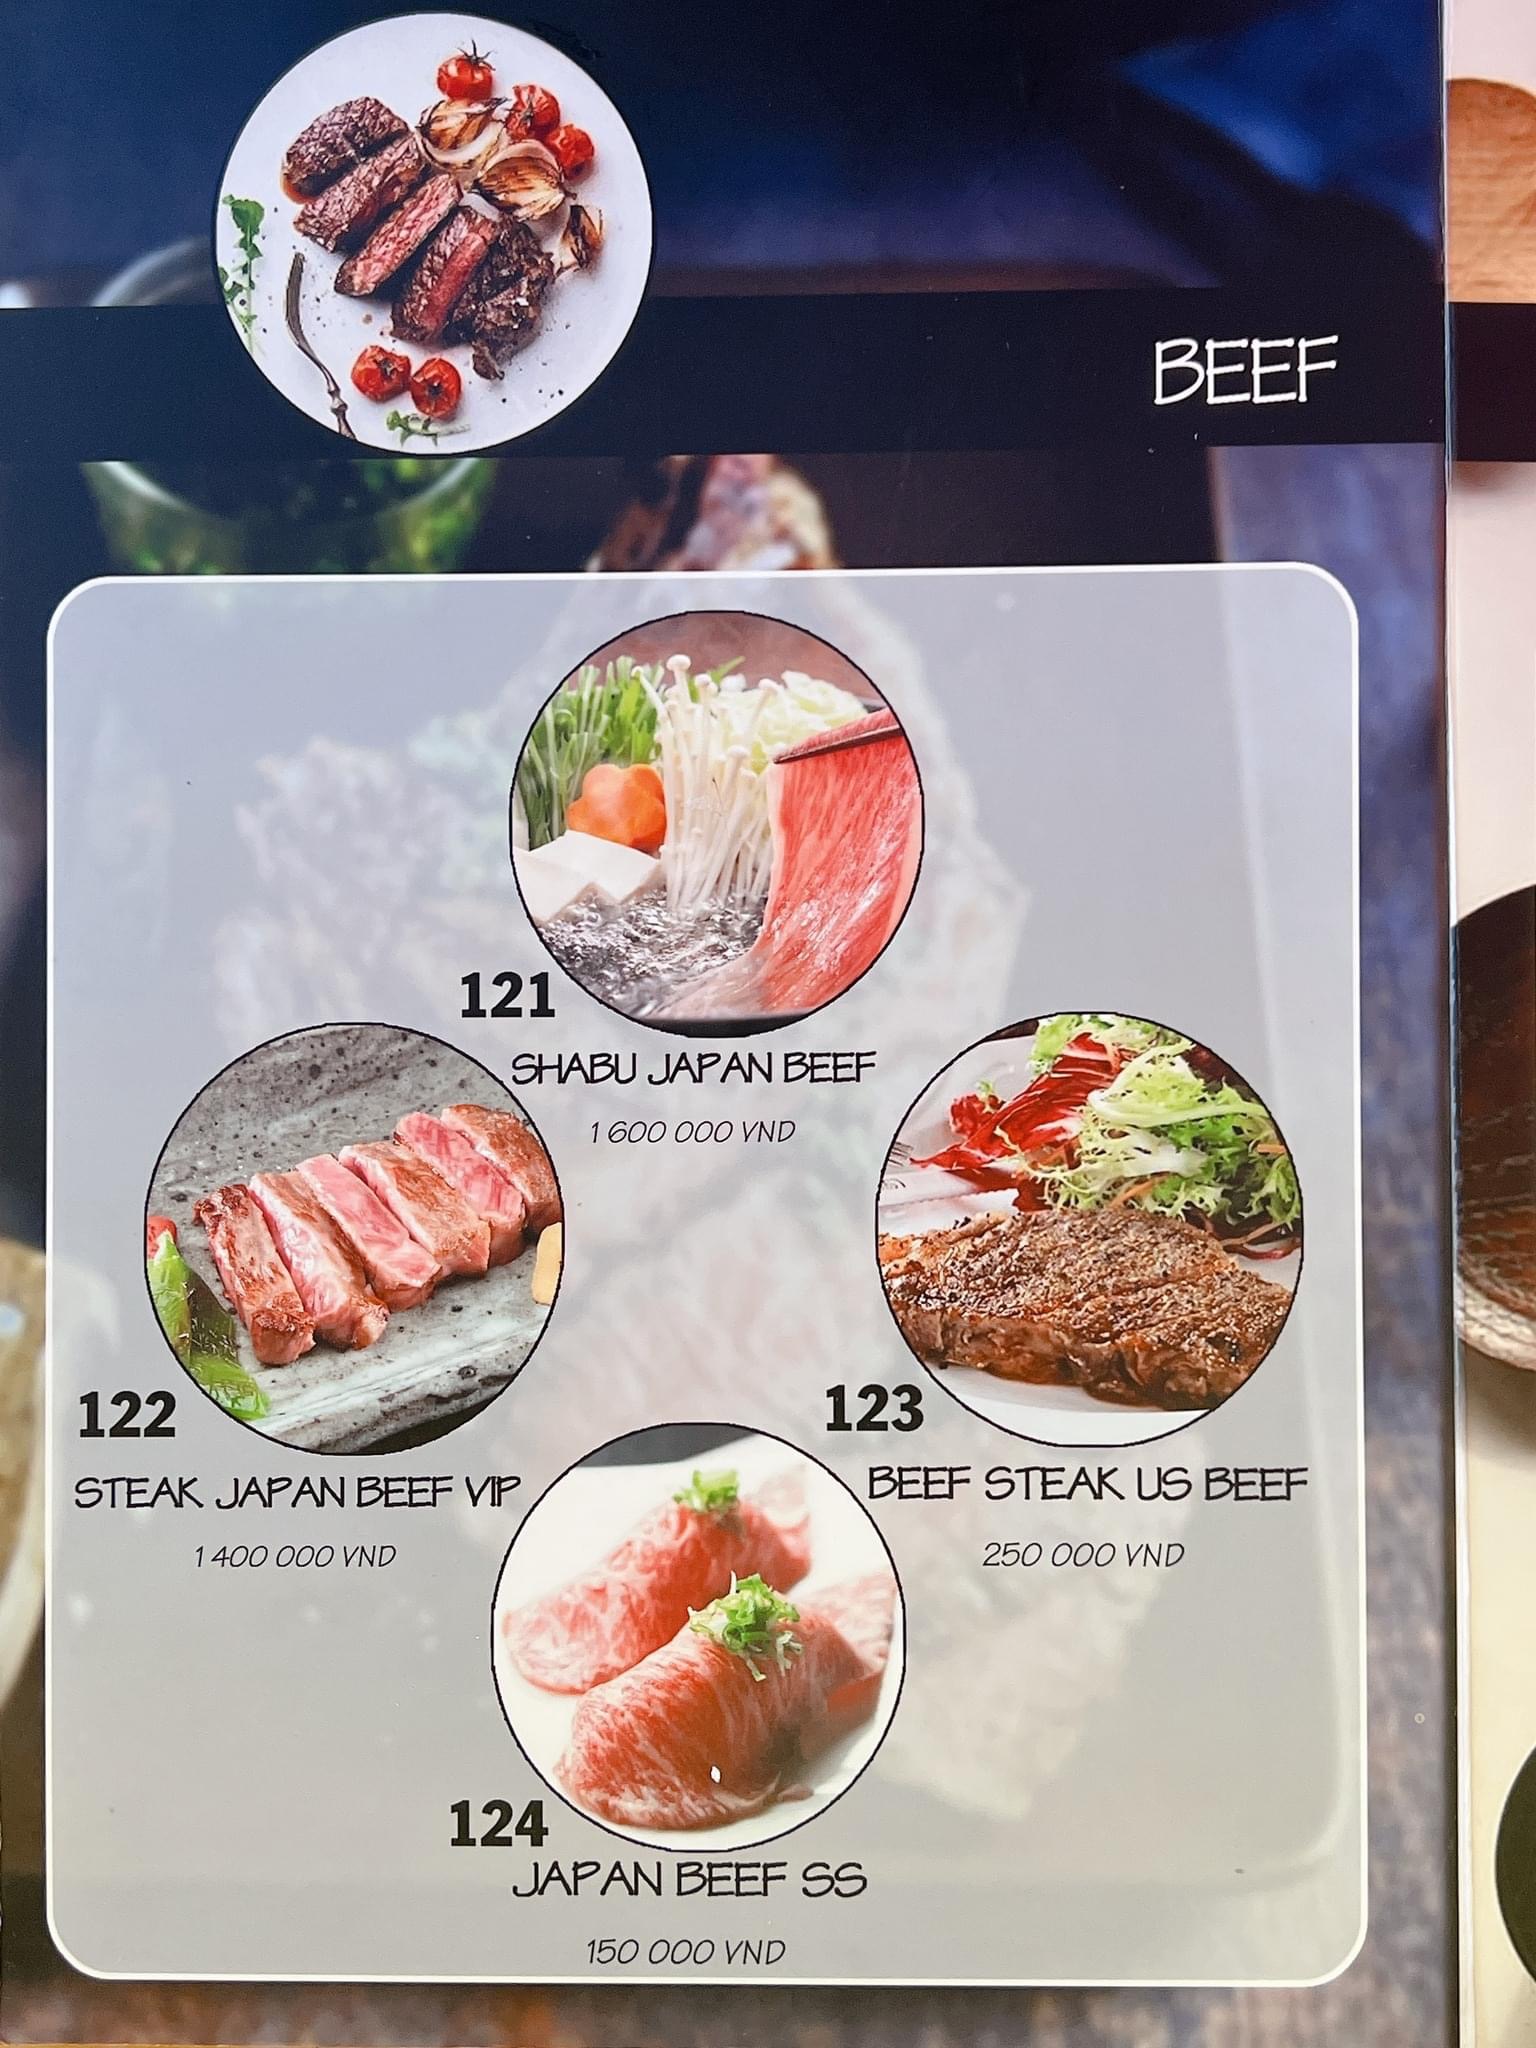 BEEF
121
SHABU JAPAN BEEF
1 600 000 VND
122
STEAK JAPAN BEEF VIP
1 400 000 VND
123
BEEF STEAK US BEEF
250 000 VND
124
JAPAN BEEF SS
150 000 VND